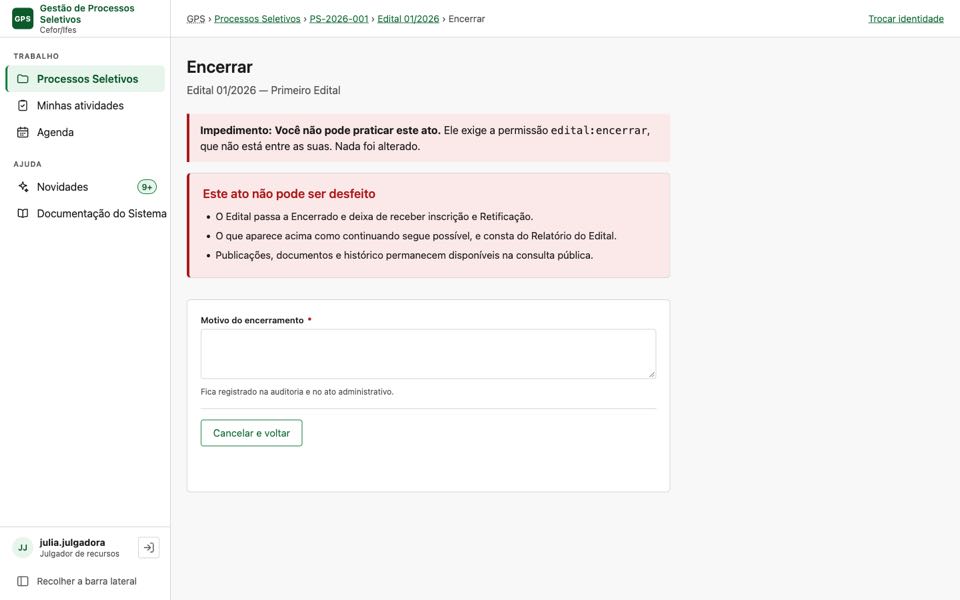 GPS
Gestão de Processos
Seletivos
Cefor/Ifes
GPS › Processos Seletivos › PS-2026-001 › Edital 01/2026 › Encerrar
Trocar identidade
TRABALHO
Processos Seletivos
Minhas atividades
Agenda
AJUDA
Novidades
9+
Documentação do Sistema
Encerrar
Edital 01/2026 — Primeiro Edital
Impedimento: Você não pode praticar este ato. Ele exige a permissão edital:encerrar,
que não está entre as suas. Nada foi alterado.
Este ato não pode ser desfeito
• O Edital passa a Encerrado e deixa de receber inscrição e Retificação.
• O que aparece acima como continuando segue possível, e consta do Relatório do Edital.
• Publicações, documentos e histórico permanecem disponíveis na consulta pública.
Motivo do encerramento *
Fica registrado na auditoria e no ato administrativo.
Cancelar e voltar
JJ
julia.julgadora
Julgador de recursos
Recolher a barra lateral